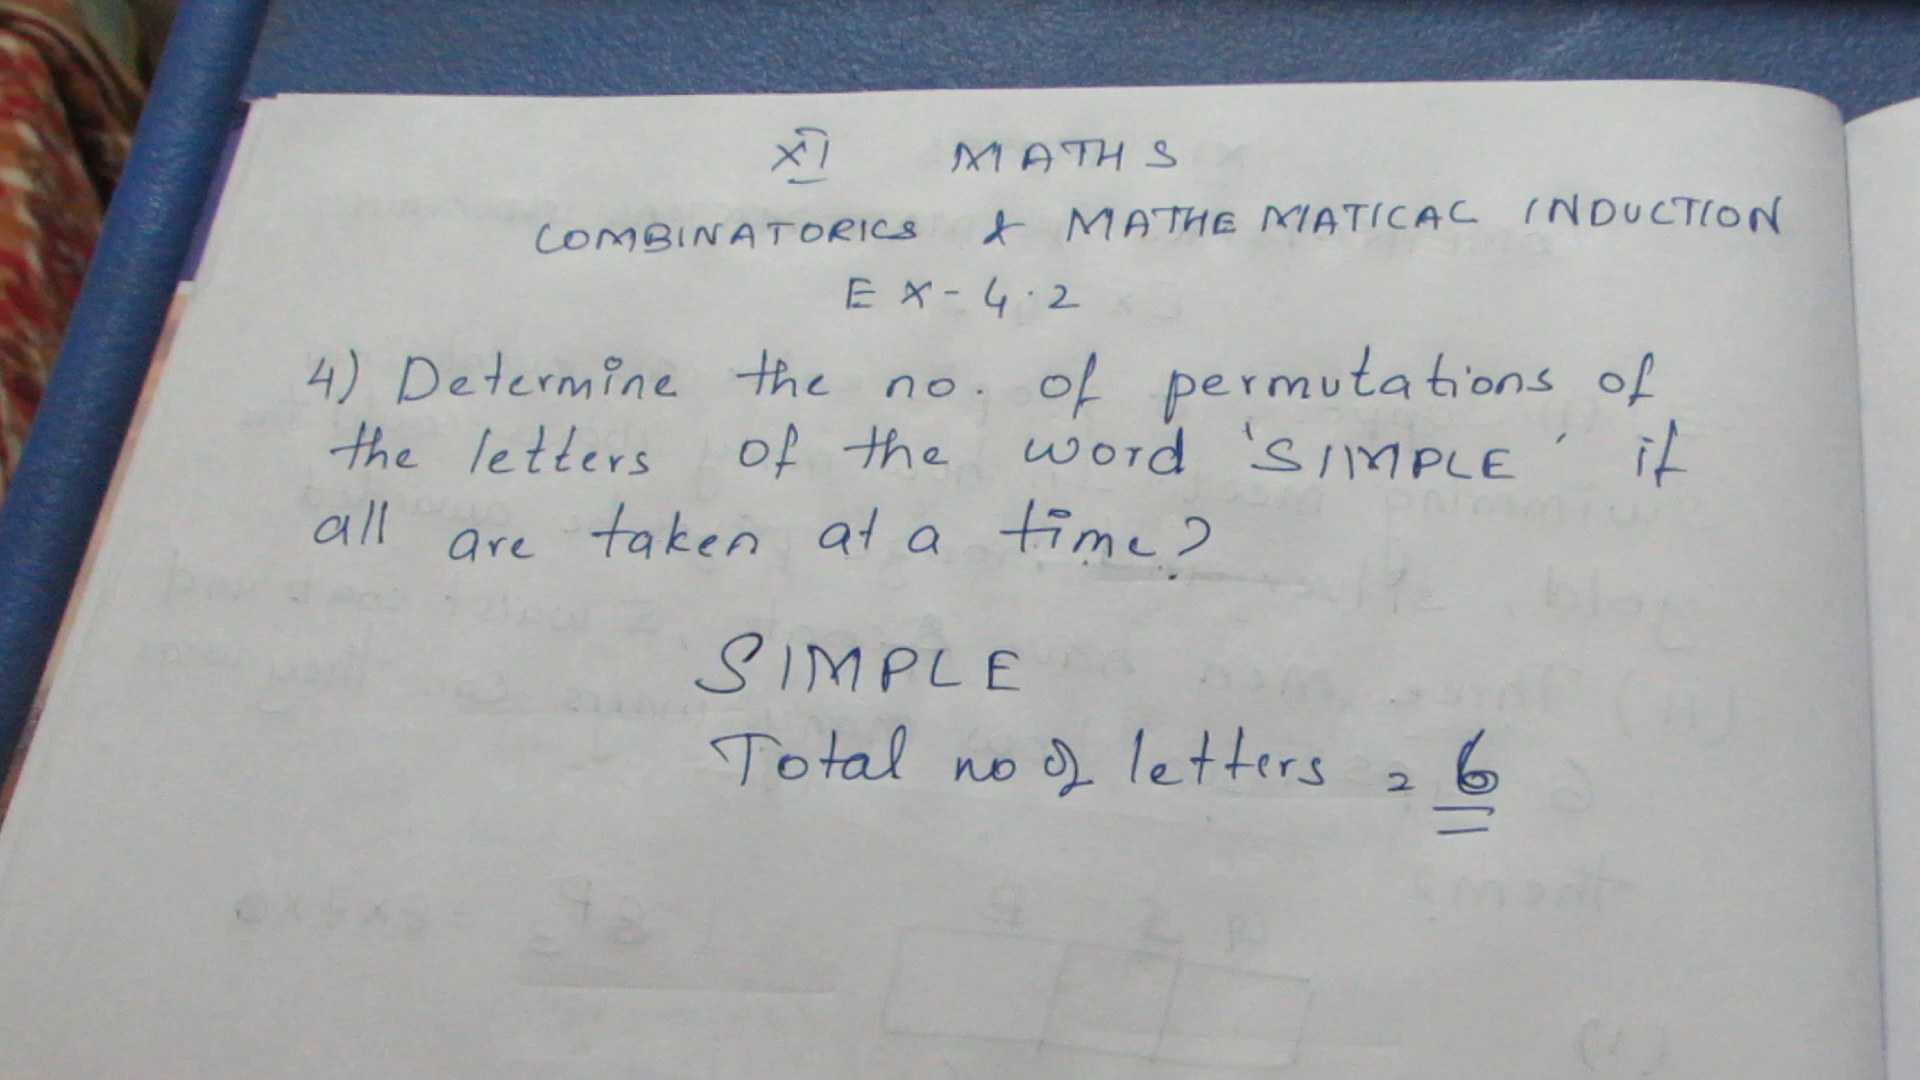 XI MATHS
COMBINATORICS & MATHEMATICAL INDUCTION
EX-4.2
4) Determine the no. of permutations of
the letters of the word 'SIMPLE' if
all are taken at a time?
SIMPLE
Total no of letters = 6